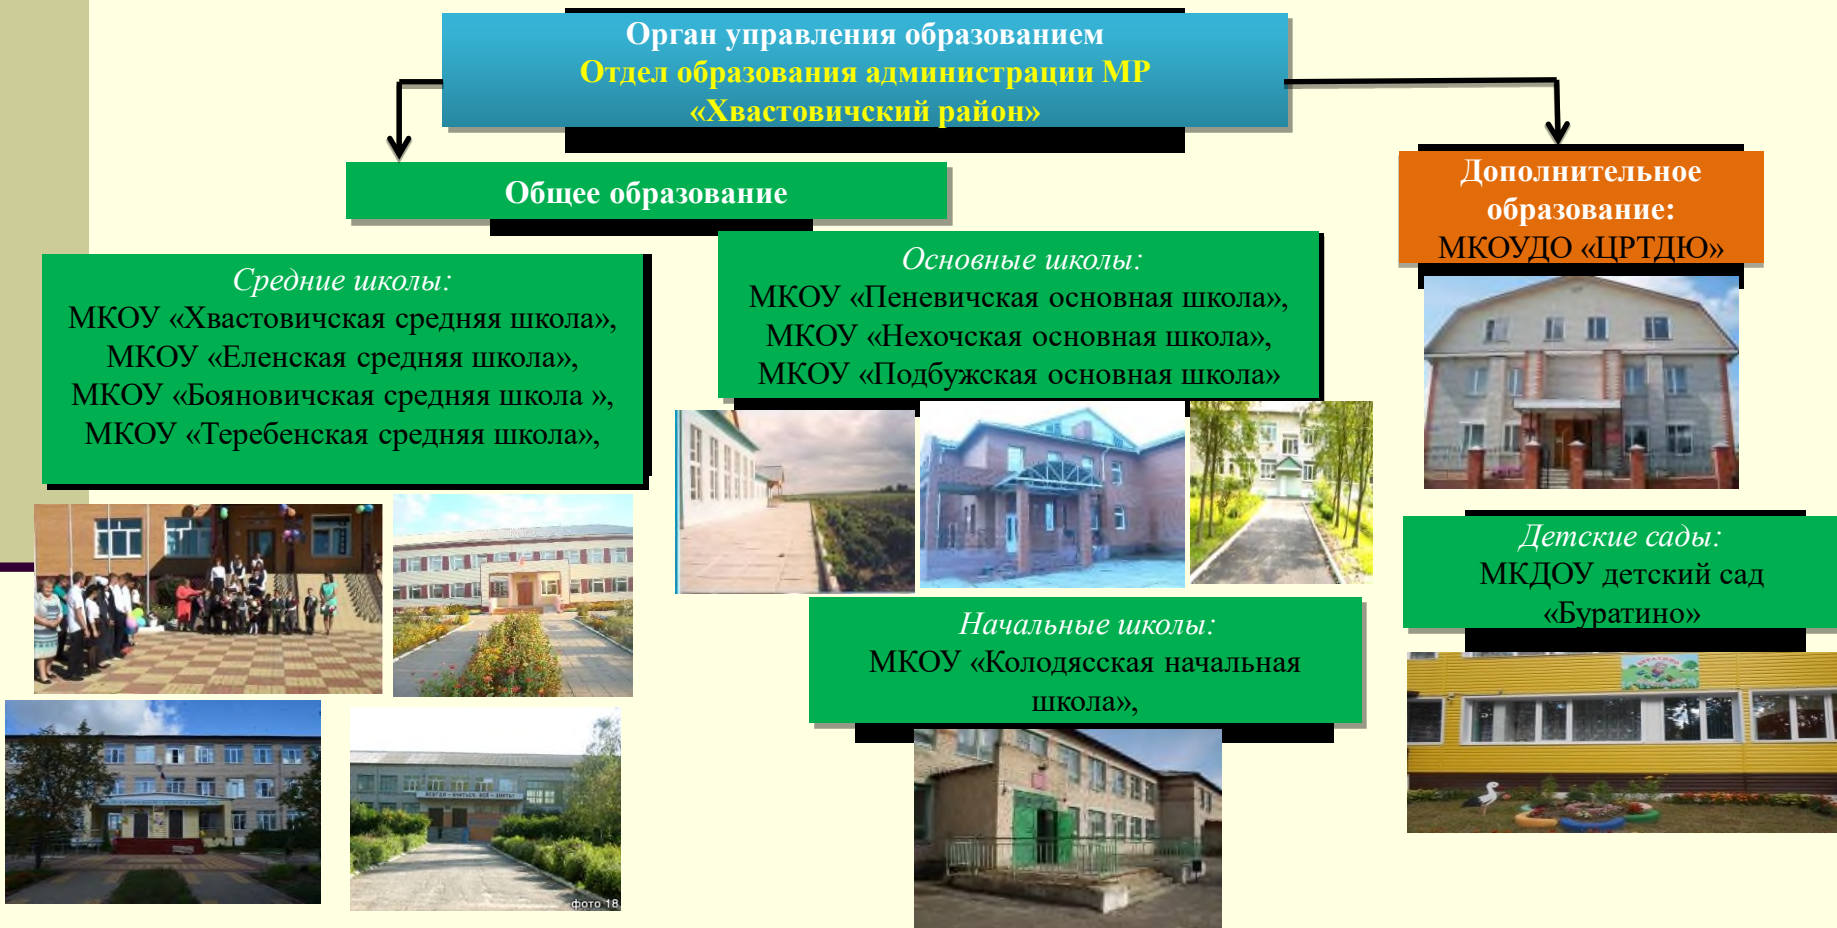 Орган управления образованием
Отдел образования администрации МР
«Хвастовичский район»
Общее образование
Дополнительное
образование:
МКОУДО «ЦРТДЮ»
Средние школы:
МКОУ «Хвастовичская средняя школа»,
МКОУ «Еленская средняя школа»,
МКОУ «Бояновичская средняя школа »,
МКОУ «Теребенская средняя школа»,
Основные школы:
МКОУ «Пеневичская основная школа»,
МКОУ «Нехочская основная школа»,
МКОУ «Подбужская основная школа»
Детские сады:
МКДОУ детский сад
«Буратино»
Начальные школы:
МКОУ «Колодясская начальная
школа»,
БУРАТИНО
фото 18